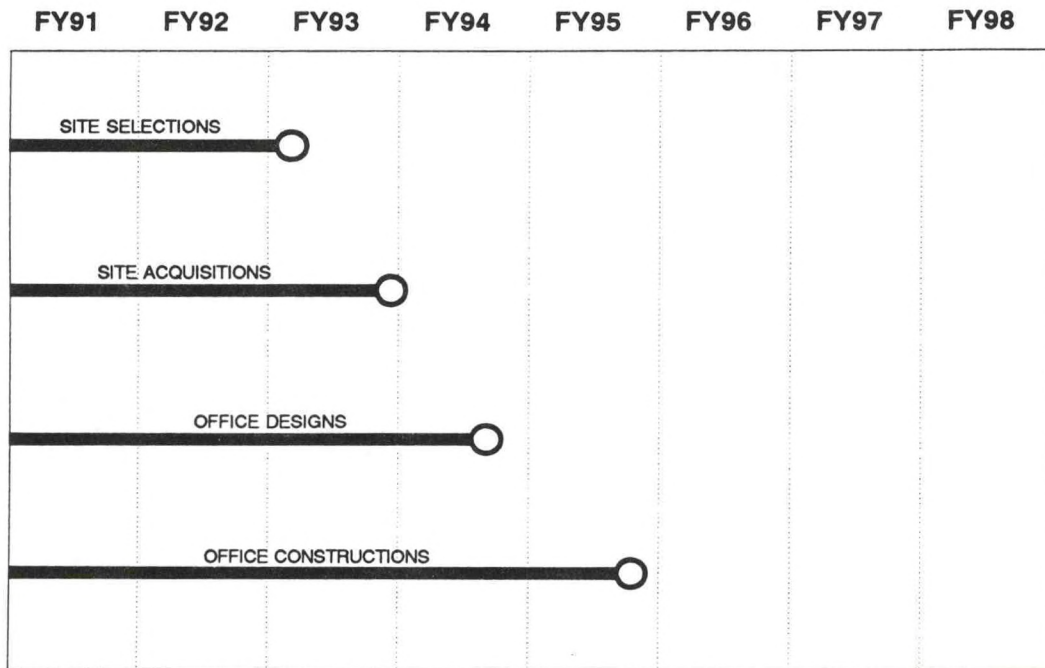 FY91 FY92 FY93 FY94 FY95 FY96 FY97 FY98
SITE SELECTIONS
SITE ACQUISITIONS
OFFICE DESIGNS
OFFICE CONSTRUCTIONS